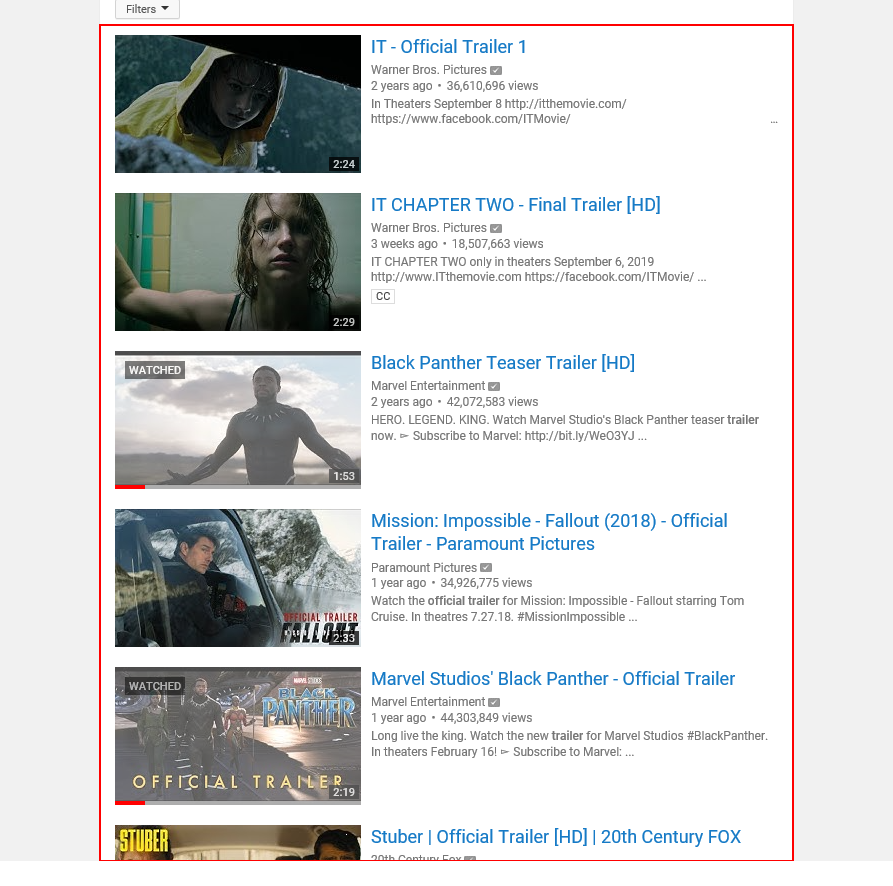 Filters
IT - Official Trailer 1
Warner Bros. Pictures
2 years ago • 36,610,696 views
In Theaters September 8 http://itthemovie.com/
https://www.facebook.com/ITMovie/ ...
2:24
IT CHAPTER TWO - Final Trailer [HD]
Warner Bros. Pictures
3 weeks ago • 18,507,663 views
IT CHAPTER TWO only in theaters September 6, 2019
http://www.ITthemovie.com https://facebook.com/ITMovie/ ...
CC
2:29
WATCHED
1:53
Black Panther Teaser Trailer [HD]
Marvel Entertainment
2 years ago • 42,072,583 views
HERO. LEGEND. KING. Watch Marvel Studio's Black Panther teaser trailer
now. ► Subscribe to Marvel: http://bit.ly/WeO3YJ ...
OFFICIAL TRAILER
FALLOUT
2:33
Mission: Impossible - Fallout (2018) - Official
Trailer - Paramount Pictures
Paramount Pictures
1 year ago • 34,926,775 views
Watch the official trailer for Mission: Impossible - Fallout starring Tom
Cruise. In theatres 7.27.18. #MissionImpossible ...
WATCHED
MARVEL STUDIOS
BLACK
PANTHER
OFFICIAL TRAILER
2:19
Marvel Studios' Black Panther - Official Trailer
Marvel Entertainment
1 year ago • 44,303,849 views
Long live the king. Watch the new trailer for Marvel Studios #BlackPanther.
In theaters February 16! ► Subscribe to Marvel: ...
STUBER
Stuber | Official Trailer [HD] | 20th Century FOX
20th Century Fox